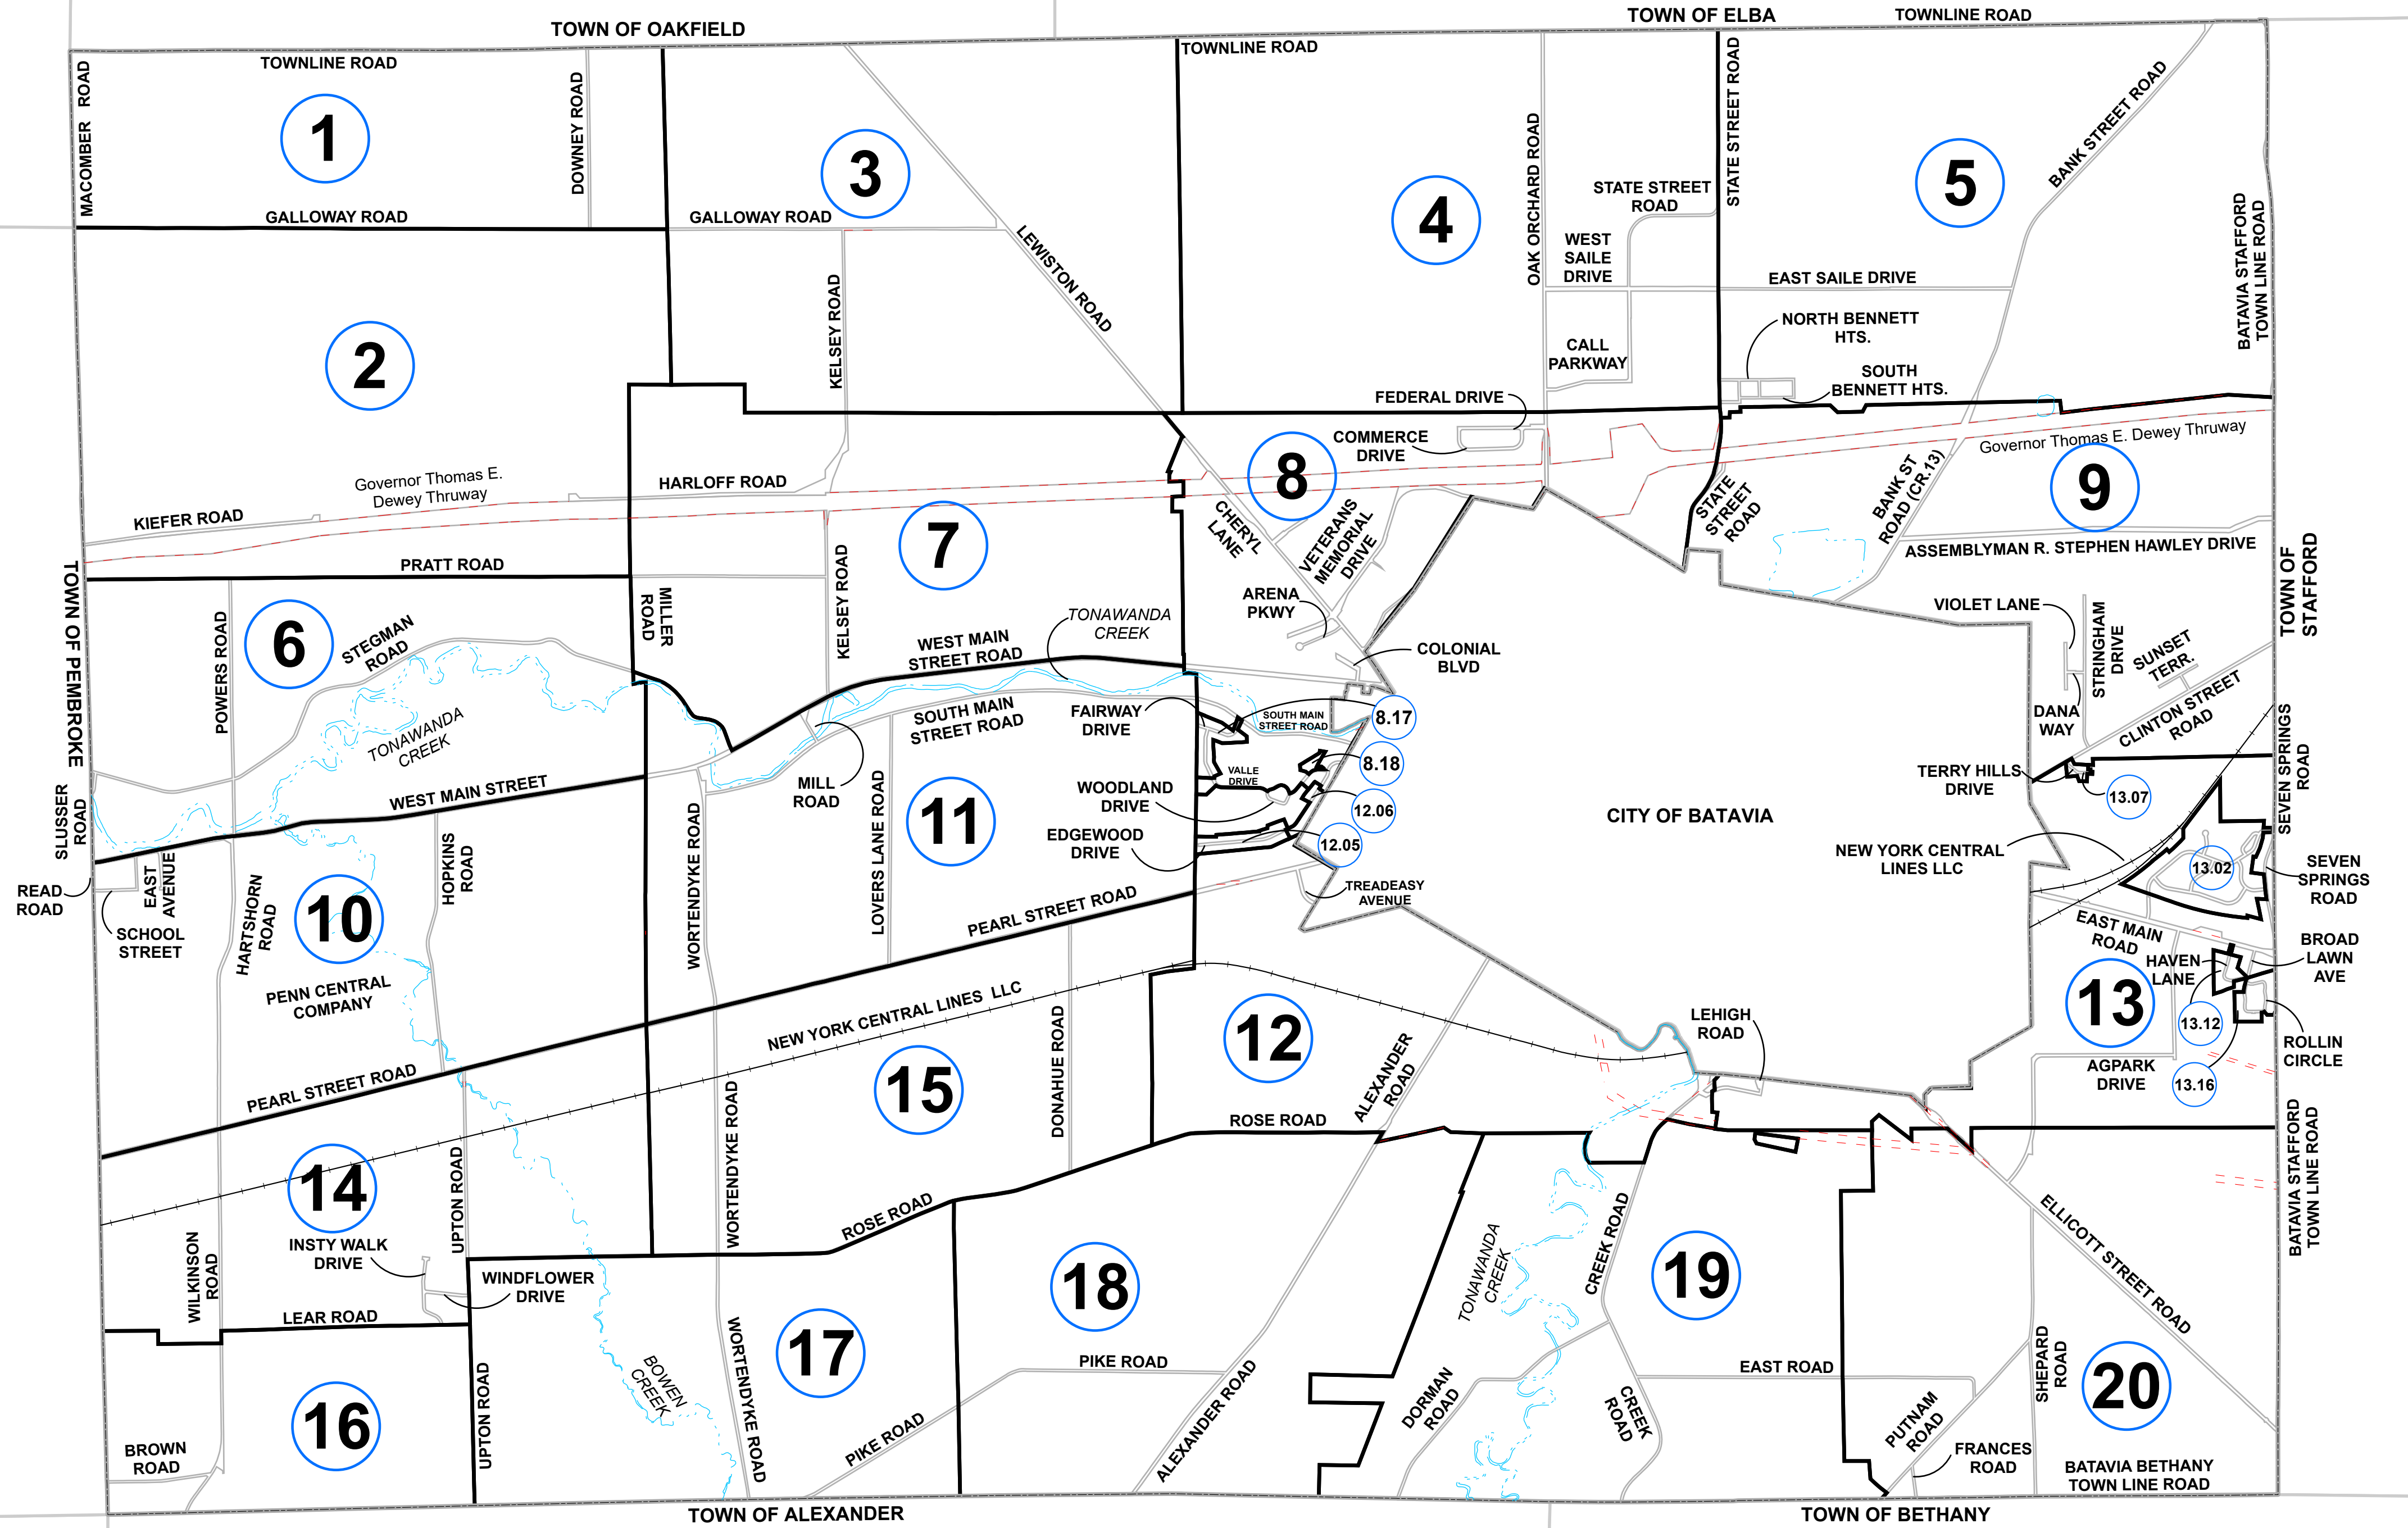 TOWN OF OAKFIELD
TOWN OF ELBA
TOWNLINE ROAD
TOWNLINE ROAD
TOWNLINE ROAD
MACOMBER ROAD
1
DOWNEY ROAD
3
4
OAK ORCHARD ROAD
STATE STREET ROAD
5
BANK STREET ROAD
GALLOWAY ROAD
GALLOWAY ROAD
STATE STREET
ROAD
BATAVIA STAFFORD
TOWN LINE ROAD
LEWISTON ROAD
WEST
SAILE
DRIVE
EAST SAILE DRIVE
KELSEY ROAD
2
NORTH BENNETT
HTS.
CALL
PARKWAY
SOUTH
BENNETT HTS.
FEDERAL DRIVE
COMMERCE
DRIVE
8
Governor Thomas E. Dewey Thruway
Governor Thomas E.
Dewey Thruway
HARLOFF ROAD
KIEFER ROAD
7
CHERYL
LANE
VETERANS
MEMORIAL
DRIVE
STATE
STREET
ROAD
BANK ST
ROAD (CR.13)
9
ASSEMBLYMAN R. STEPHEN HAWLEY DRIVE
PRATT ROAD
TOWN OF PEMBROKE
TOWN OF
STAFFORD
6
POWERS ROAD
STEGMAN
ROAD
MILLER
ROAD
KELSEY ROAD
WEST MAIN
STREET ROAD
TONAWANDA
CREEK
ARENA
PKWY
COLONIAL
BLVD
VIOLET LANE
STRINGHAM
DRIVE
SUNSET
TERR.
DANA
WAY
CLINTON STREET
ROAD
TONAWANDA
CREEK
SOUTH MAIN
STREET ROAD
FAIRWAY
DRIVE
SOUTH MAIN
STREET ROAD
8.17
8.18
VALLE
DRIVE
MILL
ROAD
WOODLAND
DRIVE
12.06
EDGEWOOD
DRIVE
12.05
CITY OF BATAVIA
TERRY HILLS
DRIVE
13.07
SEVEN SPRINGS
ROAD
SLUSSER
ROAD
WEST MAIN STREET
WORTENDYKE ROAD
LOVERS LANE ROAD
11
NEW YORK CENTRAL
LINES LLC
13.02
SEVEN
SPRINGS
ROAD
READ
ROAD
EAST
AVENUE
HOPKINS
ROAD
SCHOOL
STREET
HARTSHORN
ROAD
10
TREADEASY
AVENUE
PEARL STREET ROAD
EAST MAIN
ROAD
BROAD
LAWN
AVE
HAVEN
LANE
PENN CENTRAL
COMPANY
13
13.12
ROLLIN
CIRCLE
NEW YORK CENTRAL LINES LLC
12
LEHIGH
ROAD
AGPARK
DRIVE
13.16
PEARL STREET ROAD
15
DONAHUE ROAD
ALEXANDER
ROAD
ROSE ROAD
WORTENDYKE ROAD
BATAVIA STAFFORD
TOWN LINE ROAD
14
UPTON ROAD
ROSE ROAD
INSTY WALK
DRIVE
WILKINSON
ROAD
WINDFLOWER
DRIVE
18
TONAWANDA
CREEK
CREEK ROAD
19
ELLICOTT STREET ROAD
LEAR ROAD
17
WORTENDYKE ROAD
PIKE ROAD
EAST ROAD
SHEPARD
ROAD
20
BOWEN
CREEK
16
UPTON ROAD
PIKE ROAD
ALEXANDER ROAD
DORMAN
ROAD
CREEK
ROAD
PUTNAM
ROAD
FRANCES
ROAD
BROWN
ROAD
BATAVIA BETHANY
TOWN LINE ROAD
TOWN OF ALEXANDER
TOWN OF BETHANY